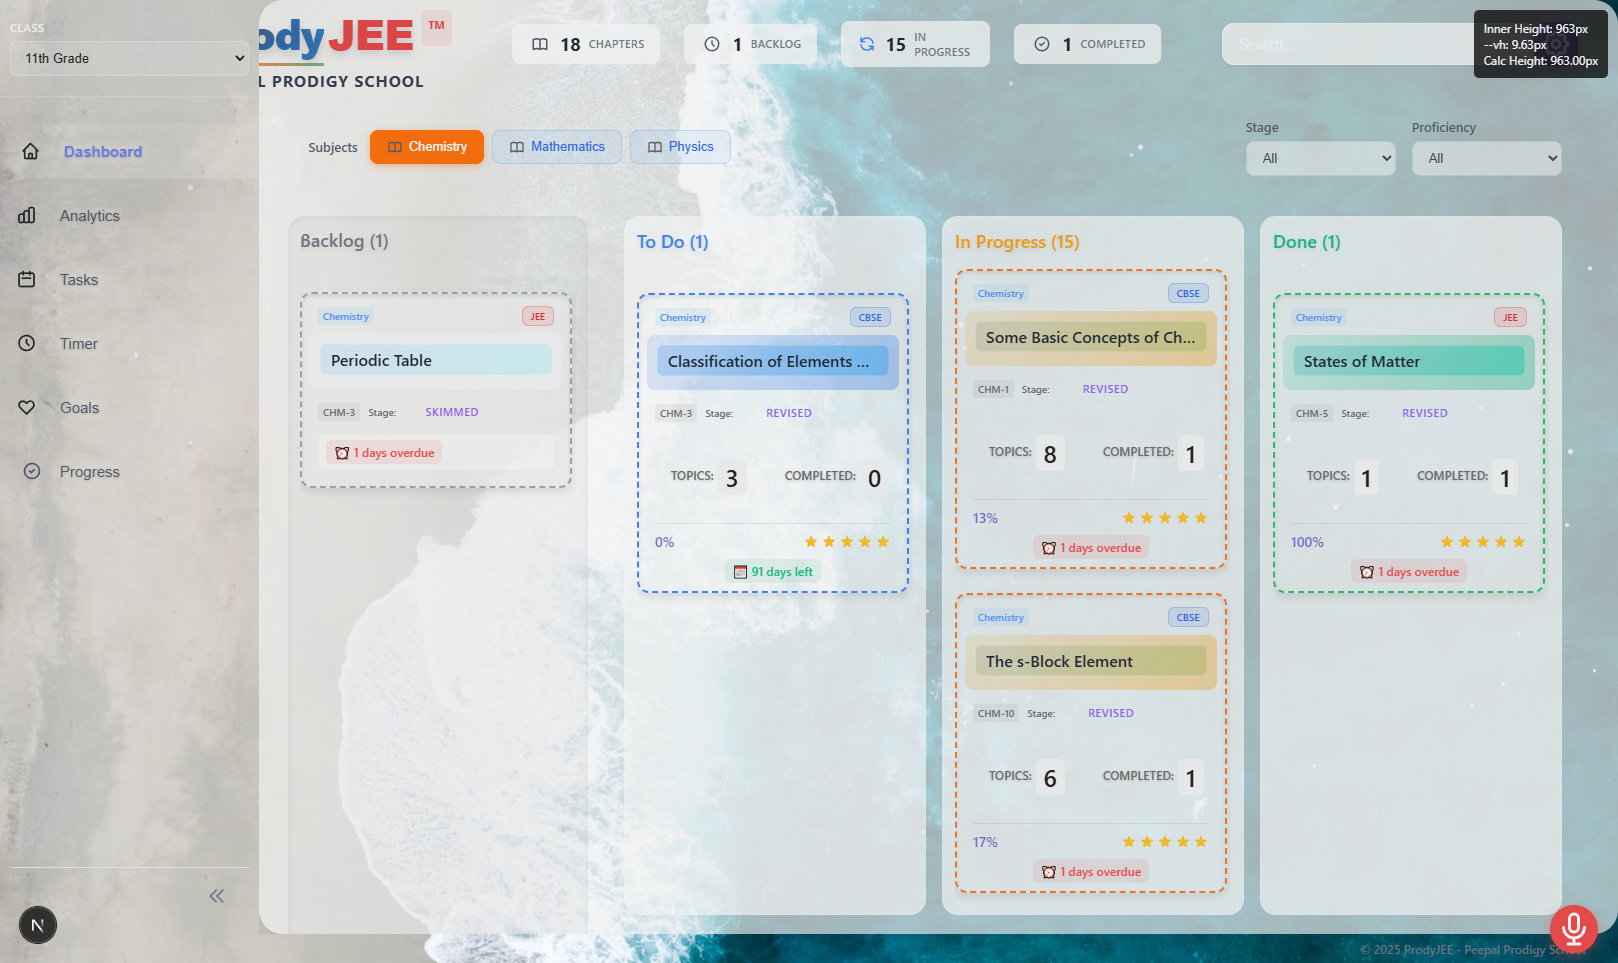 CLASS
11th Grade
Dashboard
Analytics
Tasks
Timer
Goals
Progress
N
ody JEE TM
L PRODIGY SCHOOL
18 CHAPTERS
1 BACKLOG
15 IN PROGRESS
1 COMPLETED
Search...
Inner Height: 963px
--vh: 9.63px
Calc Height: 963.00px
Subjects
Chemistry
Mathematics
Physics
Stage
All
Proficiency
All
Backlog (1)
Chemistry JEE
Periodic Table
CHM-3 Stage: SKIMMED
1 days overdue
To Do (1)
Chemistry CBSE
Classification of Elements ...
CHM-3 Stage: REVISED
TOPICS: 3 COMPLETED: 0
0%
91 days left
In Progress (15)
Chemistry CBSE
Some Basic Concepts of Ch...
CHM-1 Stage: REVISED
TOPICS: 8 COMPLETED: 1
13%
1 days overdue
Chemistry CBSE
The s-Block Element
CHM-10 Stage: REVISED
TOPICS: 6 COMPLETED: 1
17%
1 days overdue
Done (1)
Chemistry JEE
States of Matter
CHM-5 Stage: REVISED
TOPICS: 1 COMPLETED: 1
100%
1 days overdue
© 2025 ProdyJEE - Peepal Prodigy School